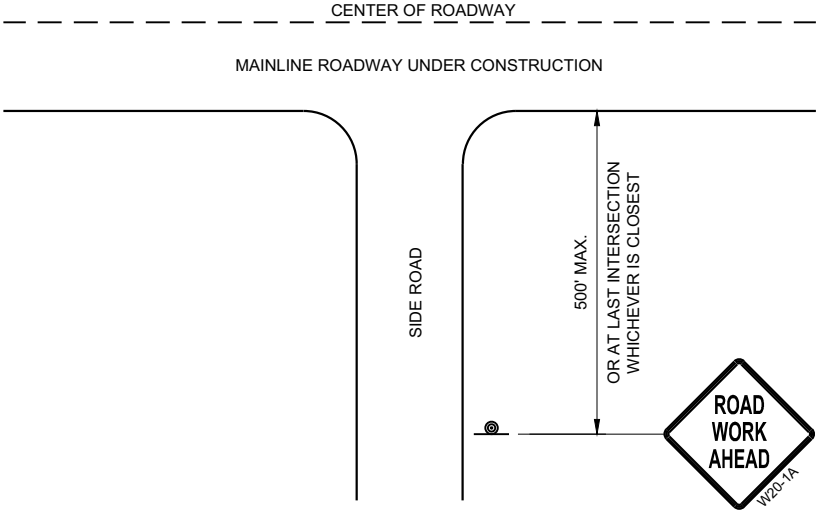 CENTER OF ROADWAY
MAINLINE ROADWAY UNDER CONSTRUCTION
SIDE ROAD
500' MAX.
OR AT LAST INTERSECTION
WHICHEVER IS CLOSEST
ROAD
WORK
AHEAD
W20-1A